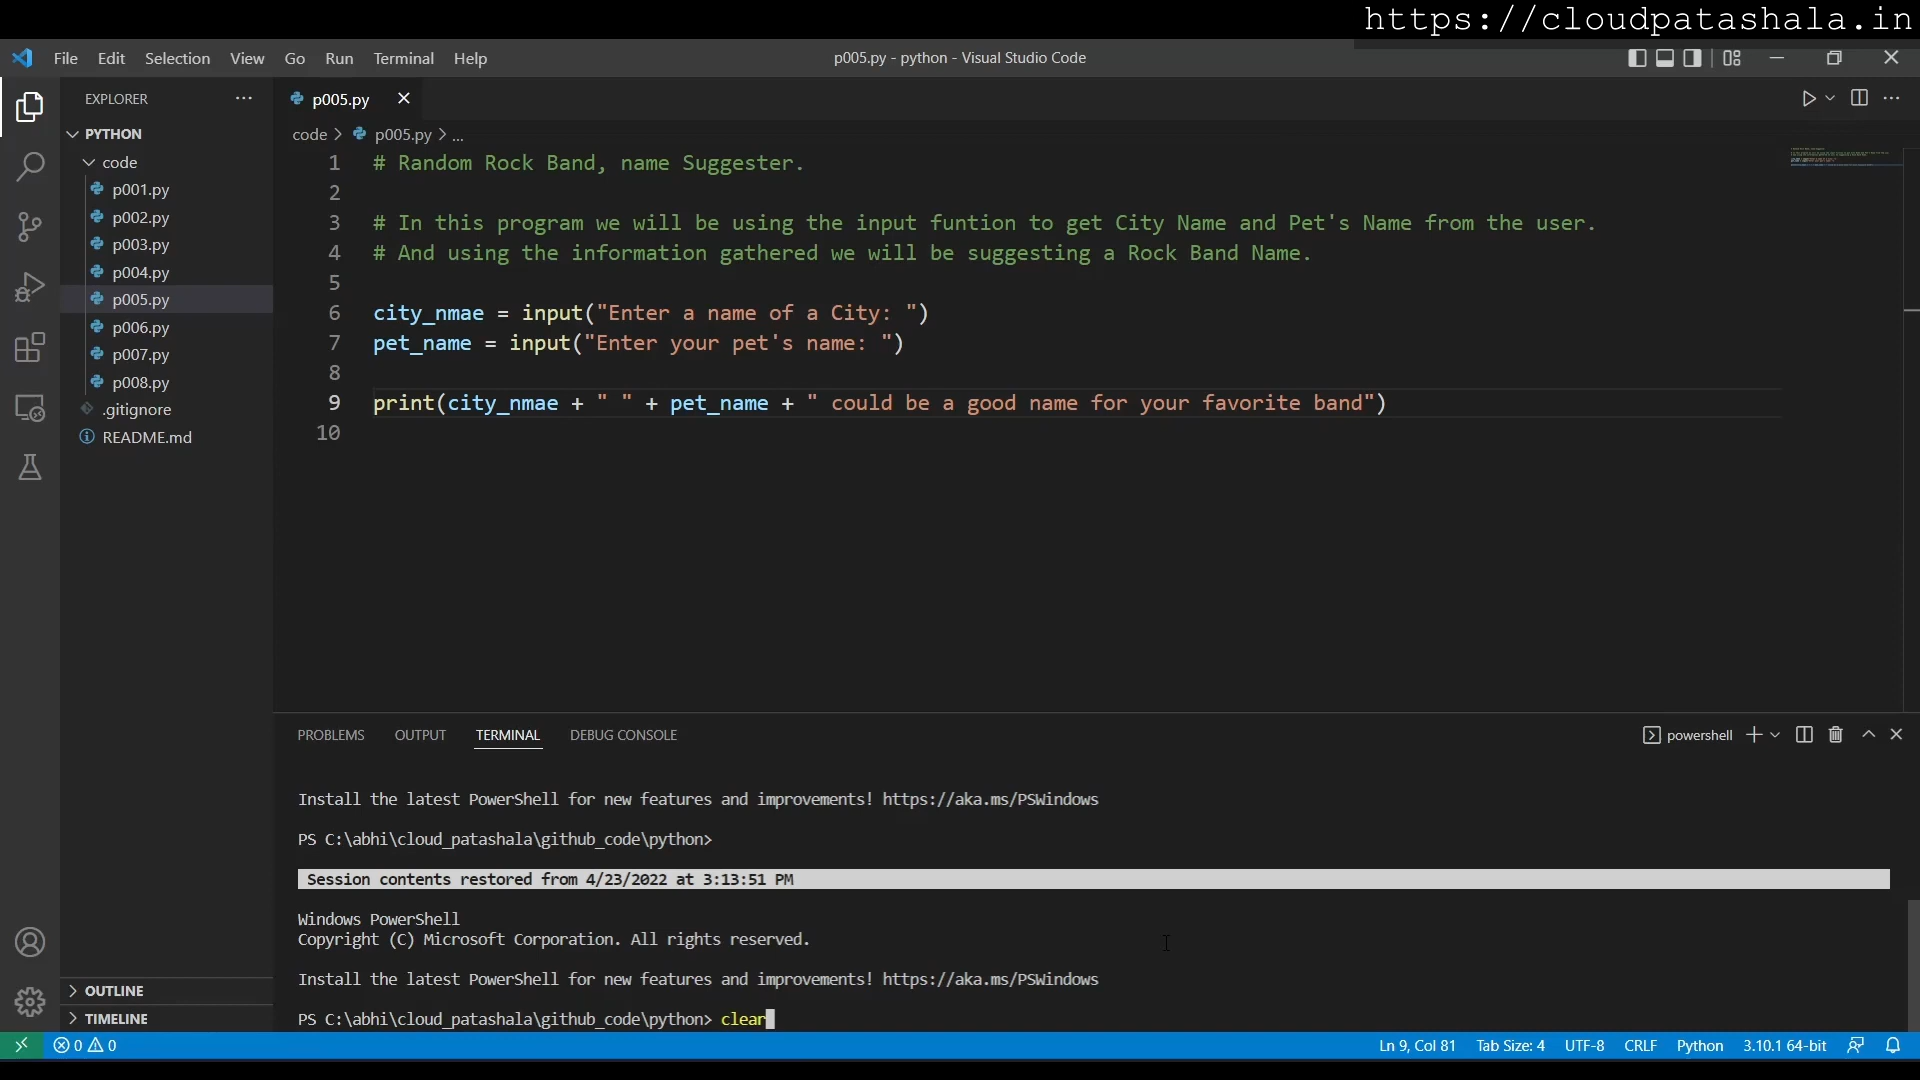 https://cloudpatashala.in
File Edit Selection View Go Run Terminal Help
p005.py - python - Visual Studio Code
EXPLORER
PYTHON
code
p001.py
p002.py
p003.py
p004.py
p005.py
p006.py
p007.py
p008.py
.gitignore
README.md
OUTLINE
TIMELINE
p005.py
code > p005.py > ...
1 # Random Rock Band, name Suggester.
2
3 # In this program we will be using the input funtion to get City Name and Pet's Name from the user.
4 # And using the information gathered we will be suggesting a Rock Band Name.
5
6 city_nmae = input("Enter a name of a City: ")
7 pet_name = input("Enter your pet's name: ")
8
9 print(city_nmae + " " + pet_name + " could be a good name for your favorite band")
10
PROBLEMS OUTPUT TERMINAL DEBUG CONSOLE
powershell
Install the latest PowerShell for new features and improvements! https://aka.ms/PSWindows
PS C:\abhi\cloud_patashala\github_code\python>
Session contents restored from 4/23/2022 at 3:13:51 PM
Windows PowerShell
Copyright (C) Microsoft Corporation. All rights reserved.
Install the latest PowerShell for new features and improvements! https://aka.ms/PSWindows
PS C:\abhi\cloud_patashala\github_code\python> clear
0 0
Ln 9, Col 81 Tab Size: 4 UTF-8 CRLF Python 3.10.1 64-bit